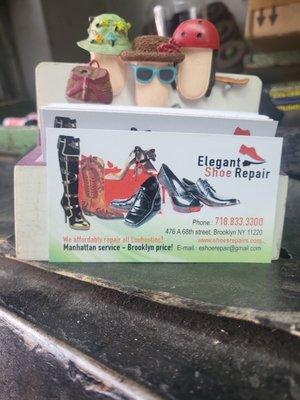 Elegant
Shoe Repair
Phone: 718.833.3300
476 A 68th street, Brooklyn NY 11220
We affordably repair all Louboutins! www.shoesrepairs.com
Manhattan service - Brooklyn price! E-mail: eshoerepair@gmail.com